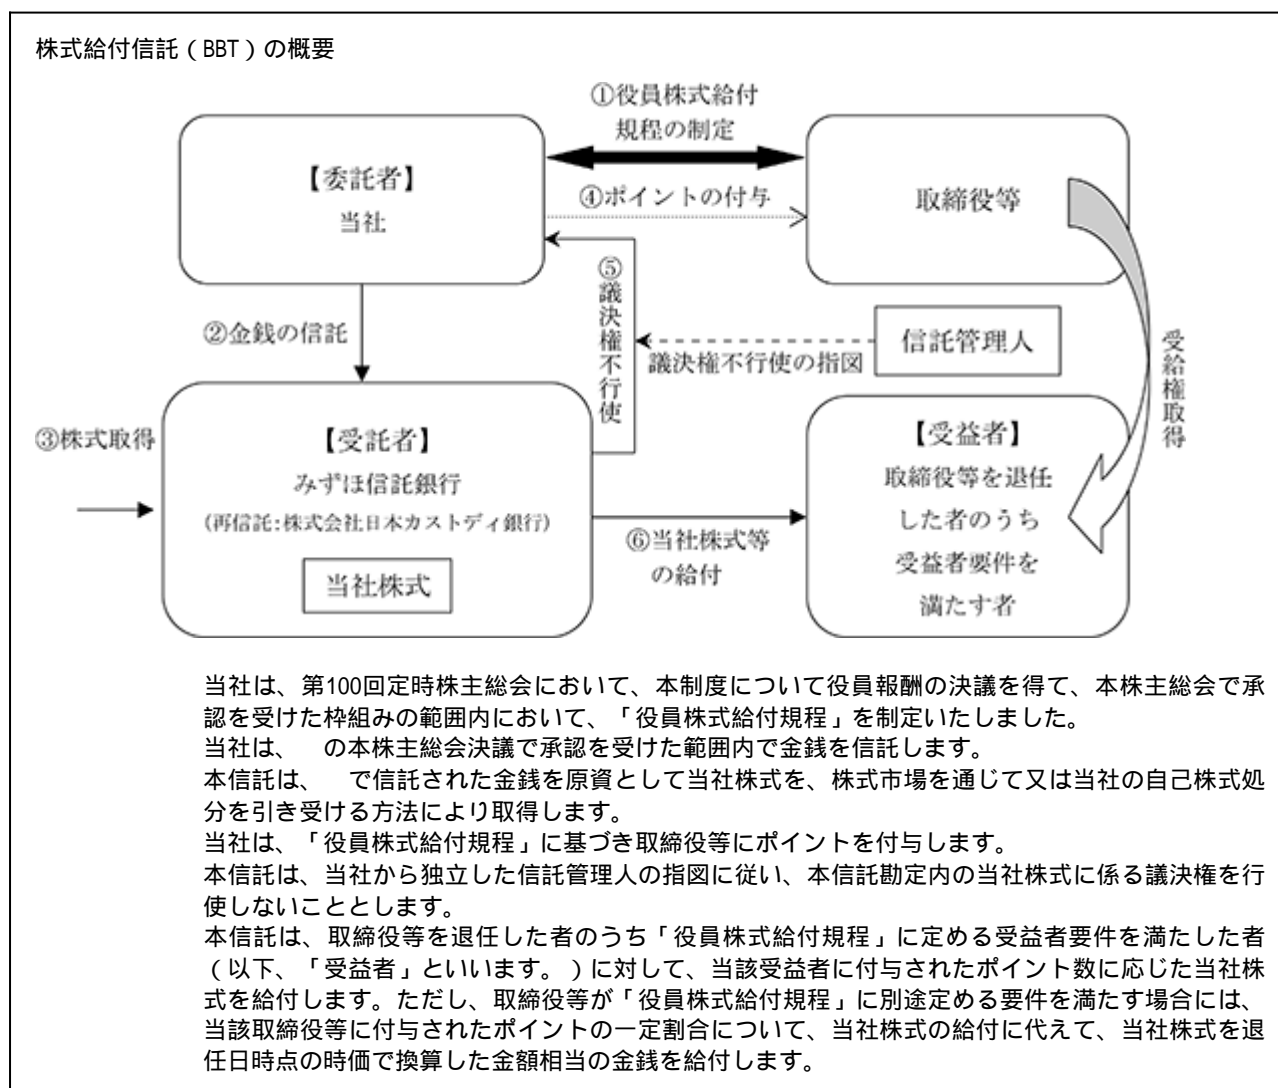 株式給付信託(BBT)の概要
①役員株式給付
規程の制定
【委託者】
当社
④ポイントの付与
取締役等
②金銭の信託
⑤議決権不行使
議決権不行使の指図
信託管理人
受給権取得
③株式取得
【受託者】
みずほ信託銀行
(再信託:株式会社日本カストディ銀行)
当社株式
⑥当社株式等
の給付
【受益者】
取締役等を退任
した者のうち
受益者要件を
満たす者
当社は、第100回定時株主総会において、本制度について役員報酬の決議を得て、本株主総会で承
認を受けた枠組みの範囲内において、「役員株式給付規程」を制定いたしました。
当社は、　の本株主総会決議で承認を受けた範囲内で金銭を信託します。
本信託は、　で信託された金銭を原資として当社株式を、株式市場を通じて又は当社の自己株式処
分を引き受ける方法により取得します。
当社は、「役員株式給付規程」に基づき取締役等にポイントを付与します。
本信託は、当社から独立した信託管理人の指図に従い、本信託勘定内の当社株式に係る議決権を行
使しないこととします。
本信託は、取締役等を退任した者のうち「役員株式給付規程」に定める受益者要件を満たした者
(以下、「受益者」といいます。)に対して、当該受益者に付与されたポイント数に応じた当社株
式を給付します。ただし、取締役等が「役員株式給付規程」に別途定める要件を満たす場合には、
当該取締役等に付与されたポイントの一定割合について、当社株式の給付に代えて、当社株式を退
任日時点の時価で換算した金額相当の金銭を給付します。